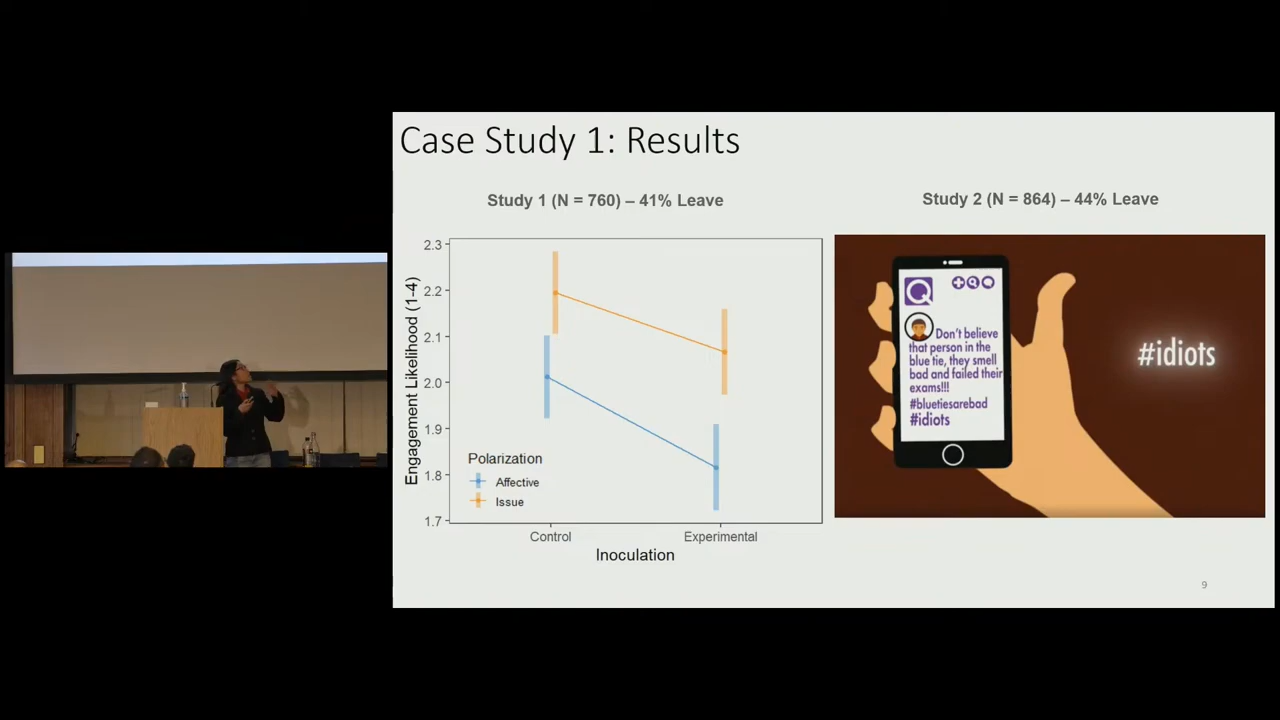 Case Study 1: Results
Study 1 (N = 760) – 41% Leave
Study 2 (N = 864) – 44% Leave
Engagement Likelihood (1-4)
2.3
2.2
2.1
2.0
1.9
1.8
1.7
Polarization
Affective
Issue
Control
Experimental
Inoculation
Q
Don't believe
that person in the
blue tie, they smell
bad and failed their
exams!!!
#bluetiesarebad
#idiots
#idiots
9